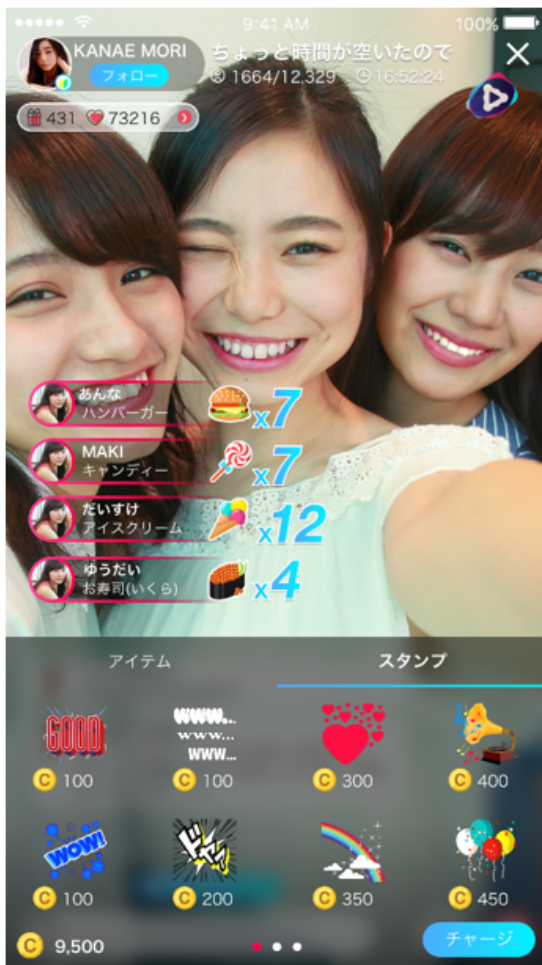 9:41 AM
100%
KANAE MORI
ちょっと時間が空いたので
フォロー
1664/12,329
16:52:24
431
73216
あんな
ハンバーガー
x7
MAKI
キャンディー
x7
だいすけ
アイスクリーム
x12
ゆうだい
お寿司(いくら)
x4
アイテム
スタンプ
GOOD
www...
www...
www...
C 100
C 100
C 300
C 400
WOW!
ドヤッ
C 100
C 200
C 350
C 450
C 9,500
チャージ